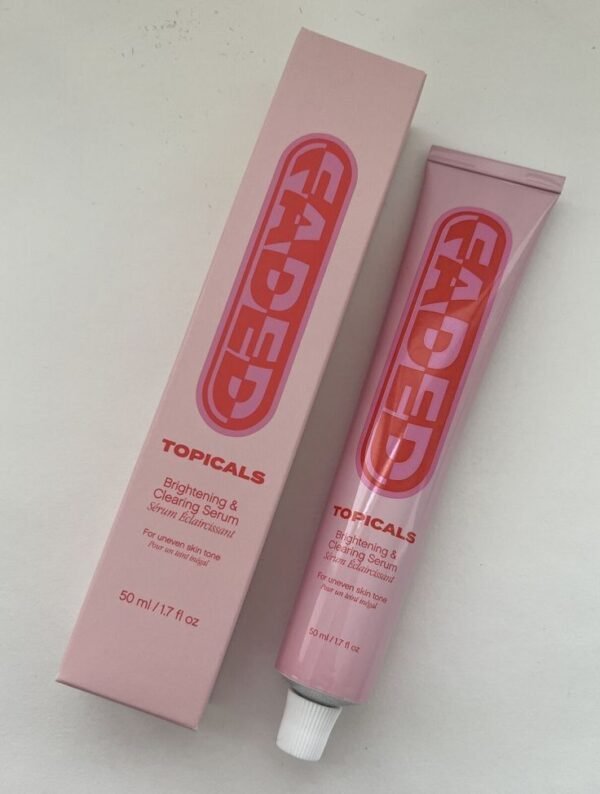 FADED
TOPICALS
Brightening &
Clearing Serum
Sérum Éclaircissant
For uneven skin tone
Pour un teint inégal
50 ml / 1.7 fl oz
FADED
TOPICALS
Brightening &
Clearing Serum
Sérum Éclaircissant
For uneven skin tone
Pour un teint inégal
50 ml / 1.7 fl oz